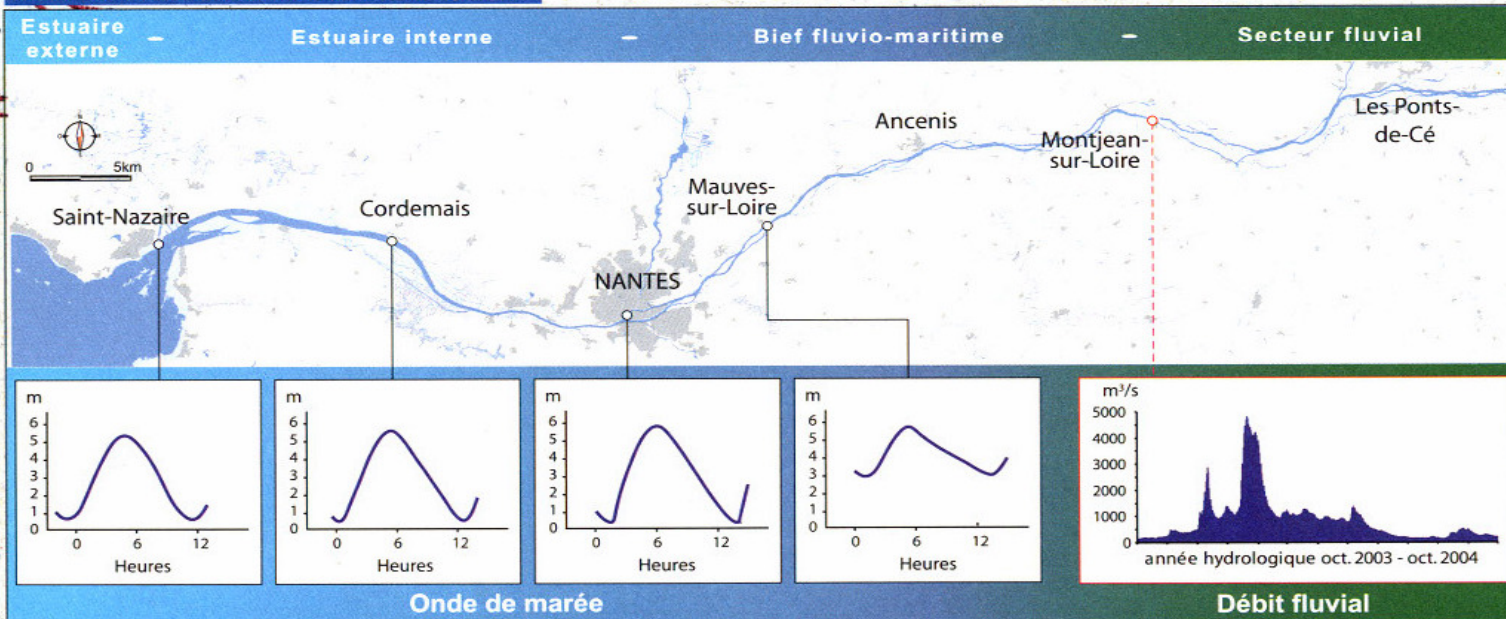 Estuaire
externe
-
Estuaire interne
-
Bief fluvio-maritime
-
Secteur fluvial
0
5km
Saint-Nazaire
Cordemais
NANTES
Mauves-
sur-Loire
Ancenis
Montjean-
sur-Loire
Les Ponts-
de-Cé
m
6
5
4
3
2
1
0
0
6
12
Heures
m
6
5
4
3
2
1
0
0
6
12
Heures
m
6
5
4
3
2
1
0
0
6
12
Heures
m
6
5
4
3
2
1
0
0
12
Heures
m³/s
5000
4000
3000
2000
1000
0
année hydrologique oct. 2003 - oct. 2004
Onde de marée
Débit fluvial